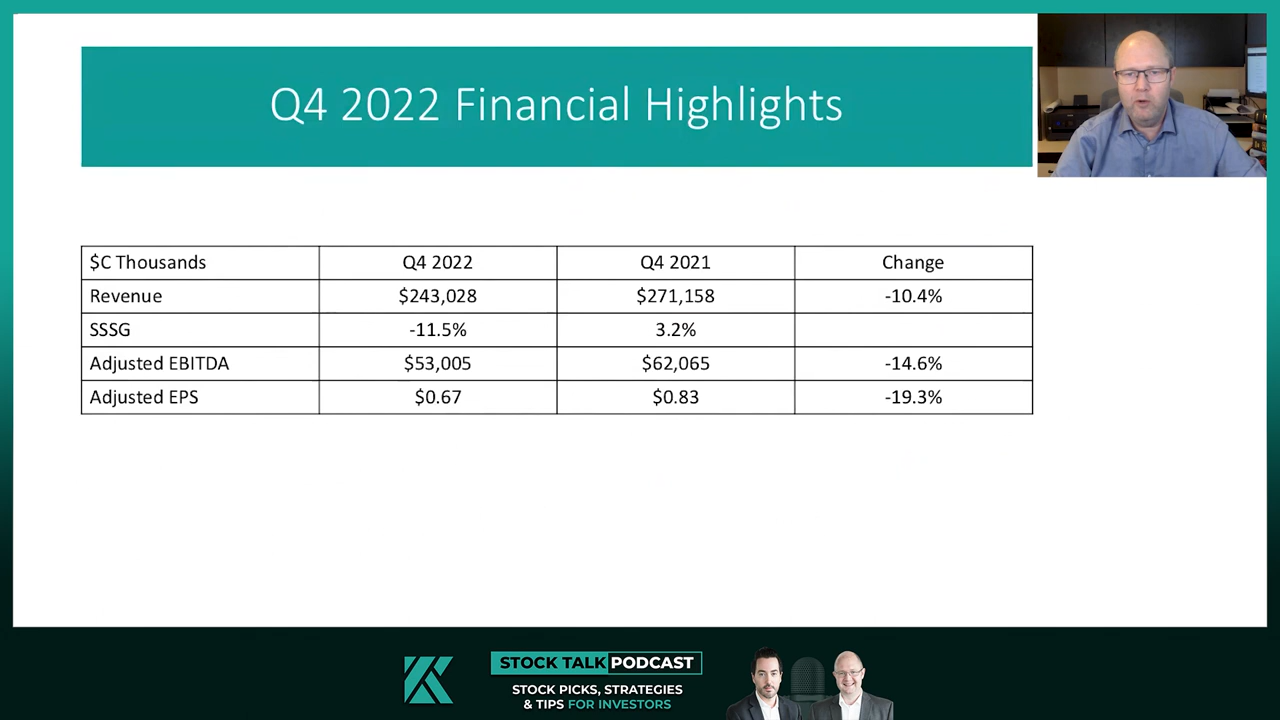 Q4 2022 Financial Highlights
$C Thousands Q4 2022 Q4 2021 Change
Revenue $243,028 $271,158 -10.4%
SSSG -11.5% 3.2%
Adjusted EBITDA $53,005 $62,065 -14.6%
Adjusted EPS $0.67 $0.83 -19.3%
STOCK TALK PODCAST
STOCK PICKS, STRATEGIES
& TIPS FOR INVESTORS